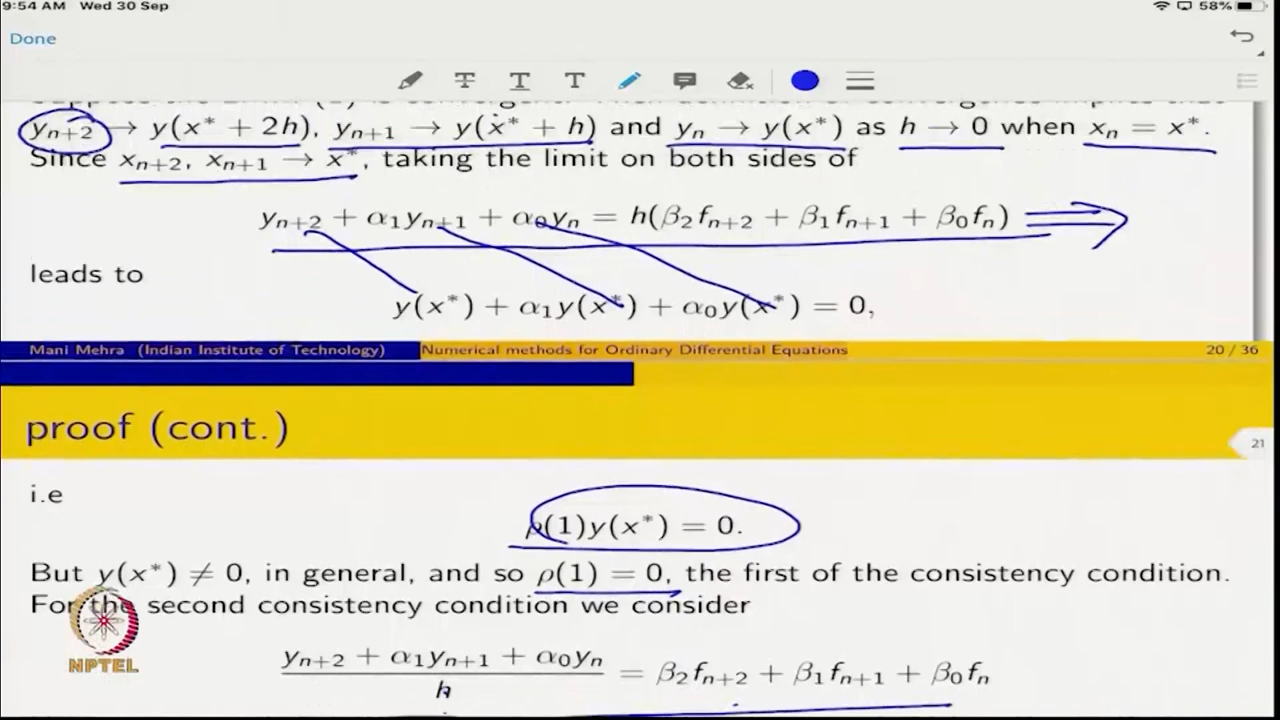 9:54 AM Wed 30 Sep
58%
Done
yₙ₊₂ → y(x* + 2h), yₙ₊₁ → y(x* + h) and yₙ → y(x*) as h → 0 when xₙ = x*.
Since xₙ₊₂, xₙ₊₁ → x*, taking the limit on both sides of
yₙ₊₂ + α₁yₙ₊₁ + α₀yₙ = h(β₂fₙ₊₂ + β₁fₙ₊₁ + β₀fₙ)
leads to
y(x*) + α₁y(x*) + α₀y(x*) = 0,
Mani Mehra (Indian Institute of Technology) Numerical methods for Ordinary Differential Equations 20 / 36
proof (cont.)
21
i.e
ρ(1)y(x*) = 0.
But y(x*) ≠ 0, in general, and so ρ(1) = 0, the first of the consistency condition.
For the second consistency condition we consider
(yₙ₊₂ + α₁yₙ₊₁ + α₀yₙ)/h = β₂fₙ₊₂ + β₁fₙ₊₁ + β₀fₙ
NPTEL